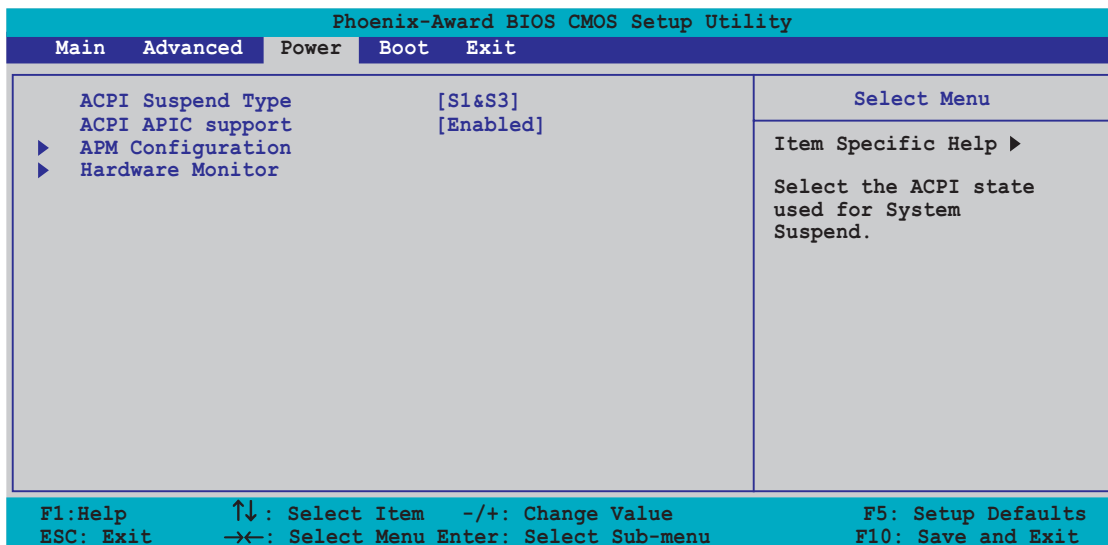 Phoenix-Award BIOS CMOS Setup Utility
Main Advanced Power Boot Exit
ACPI Suspend Type [S1&S3]
ACPI APIC support [Enabled]
APM Configuration
Hardware Monitor
Select Menu
Item Specific Help
Select the ACPI state
used for System
Suspend.
F1:Help ↑↓: Select Item -/+: Change Value F5: Setup Defaults
ESC: Exit →←: Select Menu Enter: Select Sub-menu F10: Save and Exit